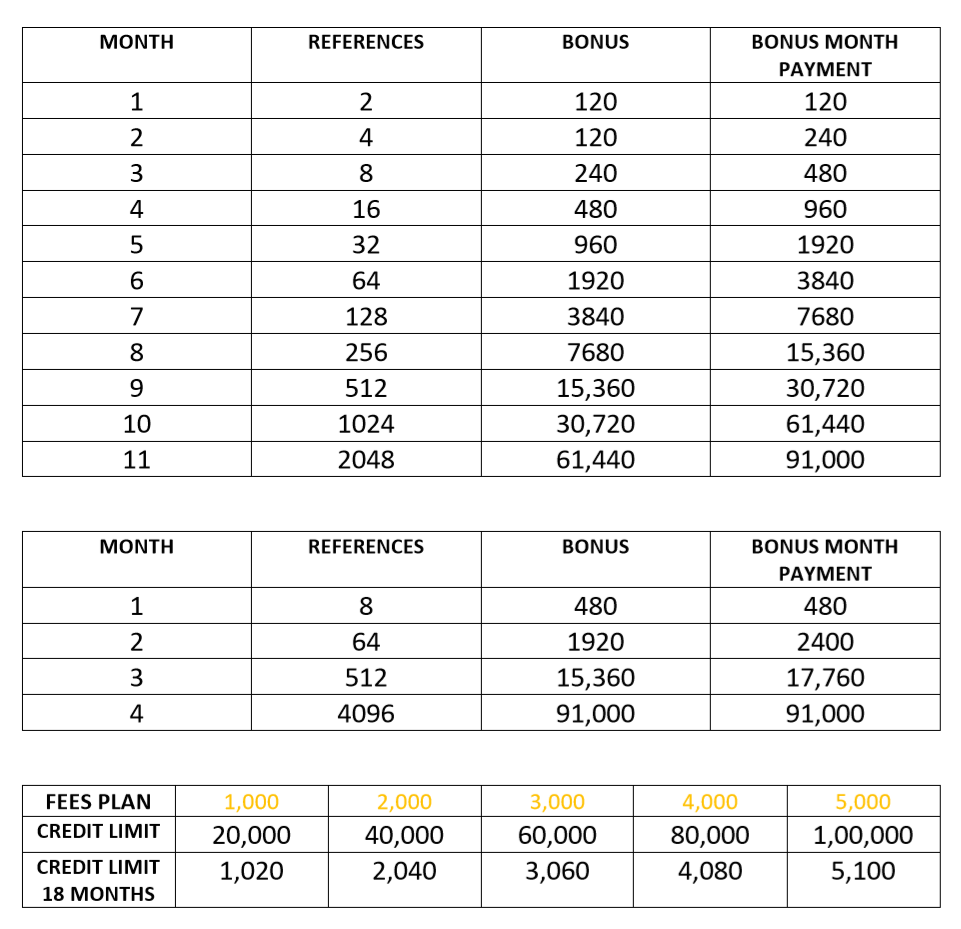 MONTH REFERENCES BONUS BONUS MONTH
PAYMENT
1 2 120 120
2 4 120 240
3 8 240 480
4 16 480 960
5 32 960 1920
6 64 1920 3840
7 128 3840 7680
8 256 7680 15,360
9 512 15,360 30,720
10 1024 30,720 61,440
11 2048 61,440 91,000
MONTH REFERENCES BONUS BONUS MONTH
PAYMENT
1 8 480 480
2 64 1920 2400
3 512 15,360 17,760
4 4096 91,000 91,000
FEES PLAN 1,000 2,000 3,000 4,000 5,000
CREDIT LIMIT 20,000 40,000 60,000 80,000 1,00,000
CREDIT LIMIT 1,020 2,040 3,060 4,080 5,100
18 MONTHS